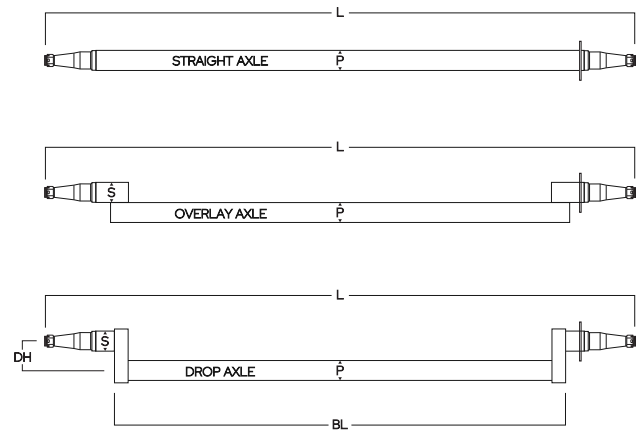 L
STRAIGHT AXLE P
L
S
OVERLAY AXLE P
L
S
DH
DROP AXLE P
BL